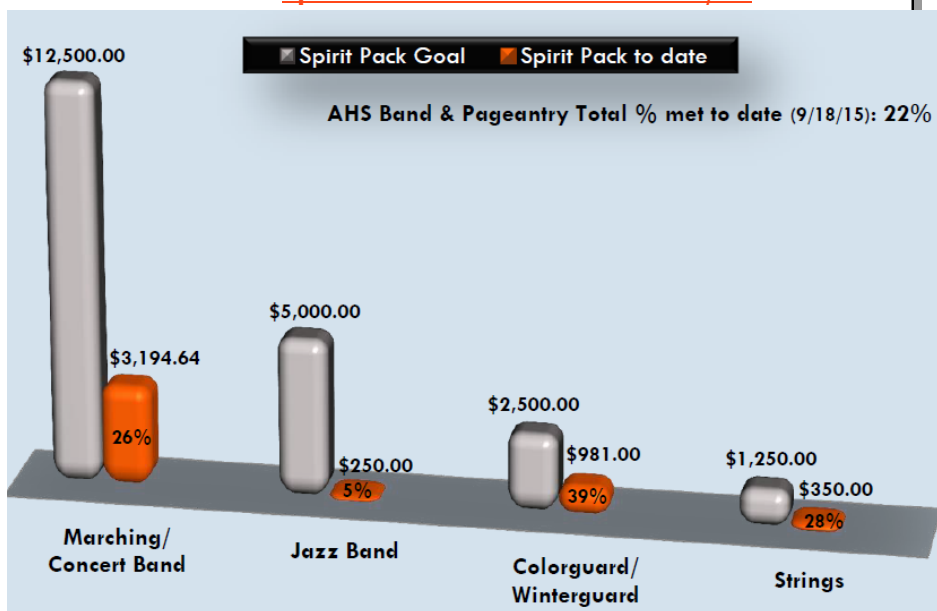 Spirit Pack Goal Spirit Pack to date
AHS Band & Pageantry Total % met to date (9/18/15): 22%
$12,500.00
$3,194.64
26%
$5,000.00
$250.00
5%
$2,500.00
$981.00
39%
$1,250.00
$350.00
28%
Marching/
Concert Band
Jazz Band
Colorguard/
Winterguard
Strings